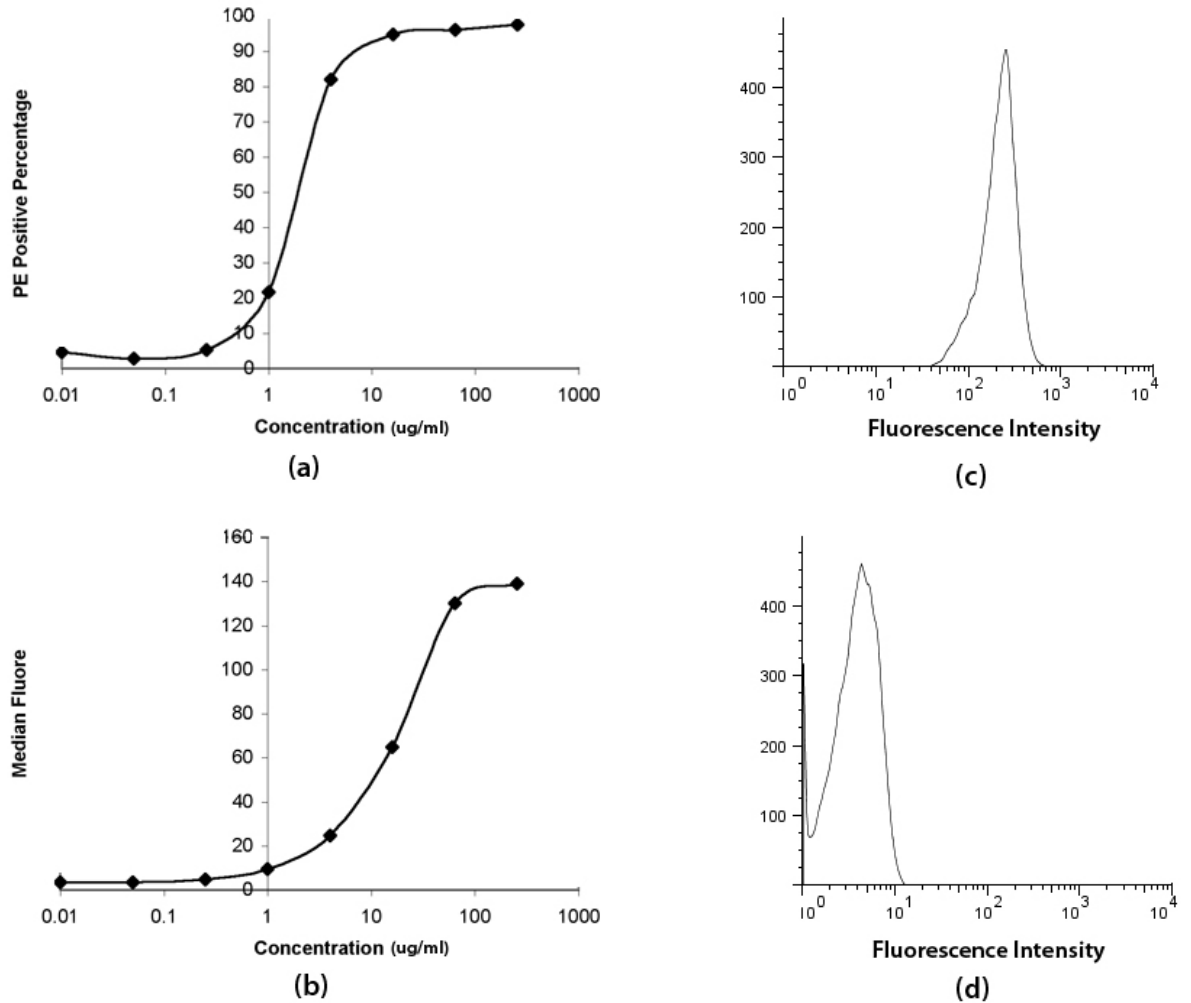 100
90
80
70
60
50
40
30
20
10
0
PE Positive Percentage
0.01 0.1 1 10 100 1000
Concentration (ug/ml)
(a)
400
300
200
100
10^0 10^1 10^2 10^3 10^4
Fluorescence Intensity
(c)
160
140
120
100
80
60
40
20
0
Median Fluore
0.01 0.1 1 10 100 1000
Concentration (ug/ml)
(b)
400
300
200
100
10^0 10^1 10^2 10^3 10^4
Fluorescence Intensity
(d)